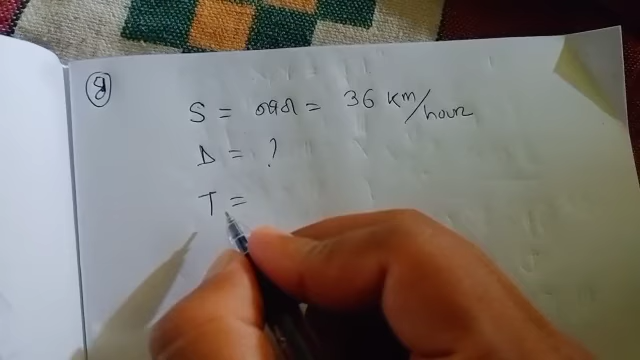 S = = 36 km/hour
D = ?
T =